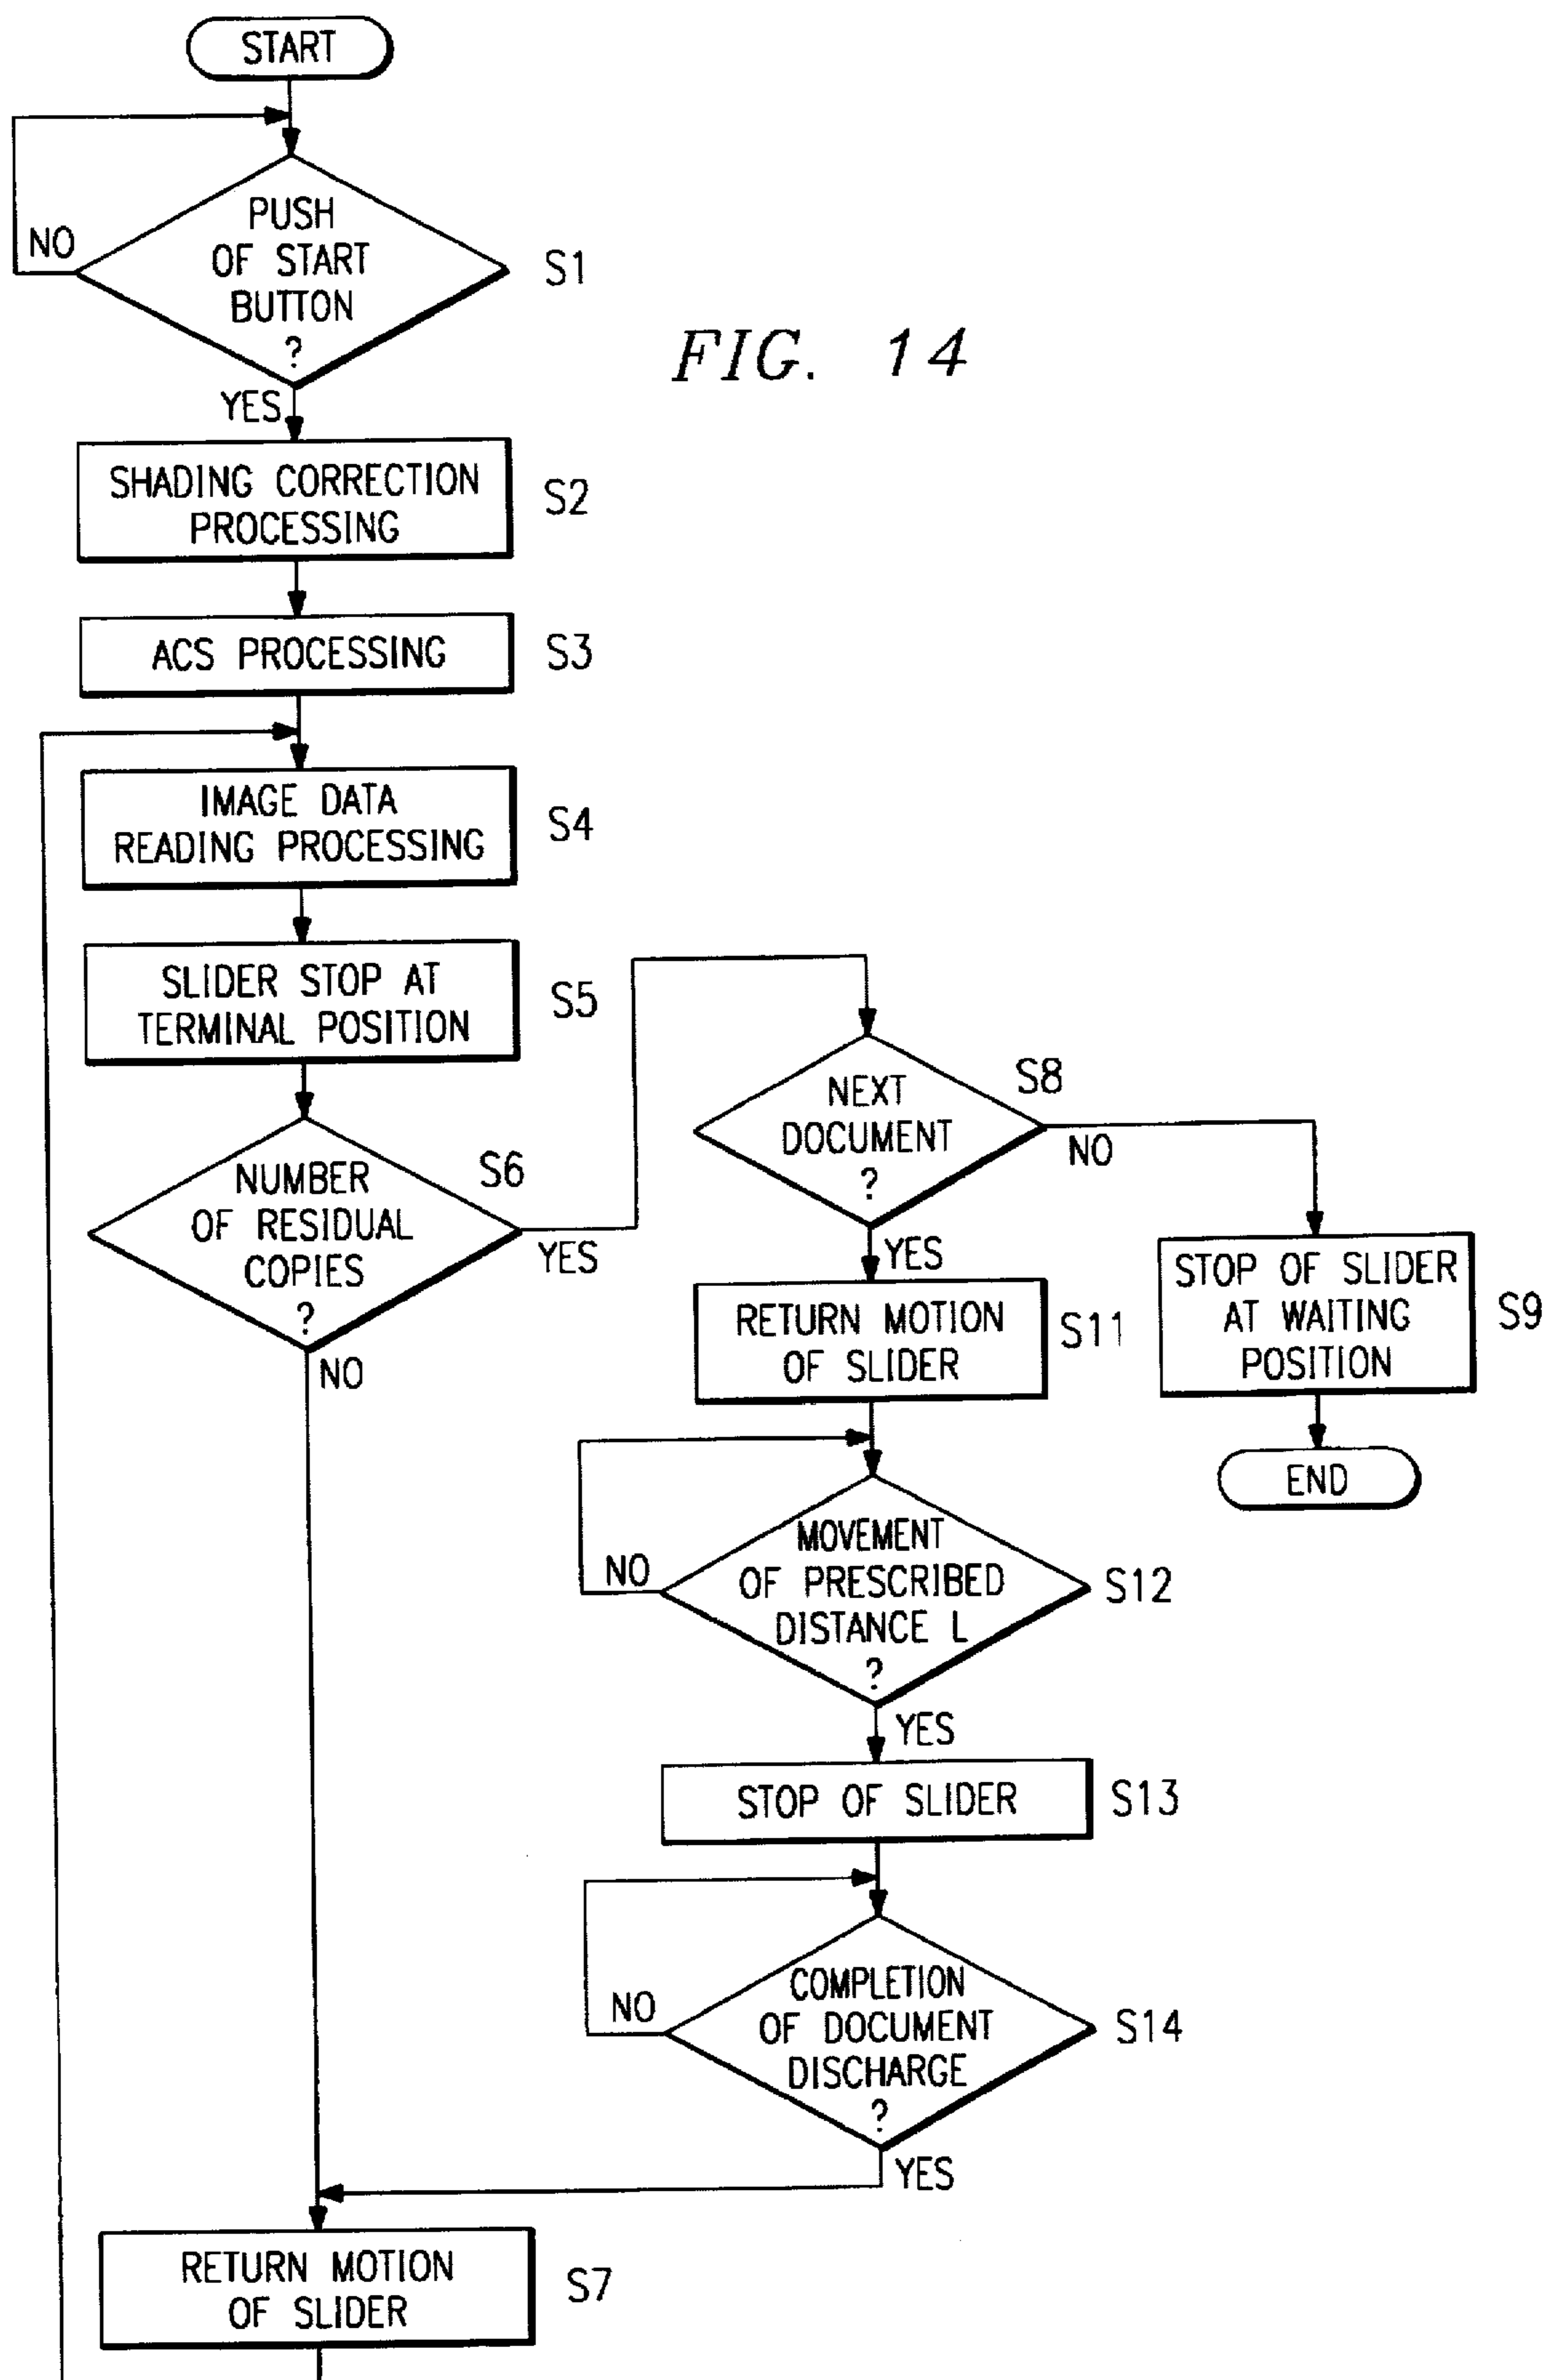 START
PUSH
OF START
BUTTON
?
NO
S1
YES
FIG. 14
SHADING CORRECTION
PROCESSING
S2
ACS PROCESSING
S3
IMAGE DATA
READING PROCESSING
S4
SLIDER STOP AT
TERMINAL POSITION
S5
NUMBER
OF RESIDUAL
COPIES
?
S6
YES
NO
NEXT
DOCUMENT
?
S8
NO
YES
STOP OF SLIDER
AT WAITING
POSITION
S9
END
RETURN MOTION
OF SLIDER
S11
MOVEMENT
OF PRESCRIBED
DISTANCE L
?
NO
S12
YES
STOP OF SLIDER
S13
COMPLETION
OF DOCUMENT
DISCHARGE
?
NO
S14
YES
RETURN MOTION
OF SLIDER
S7